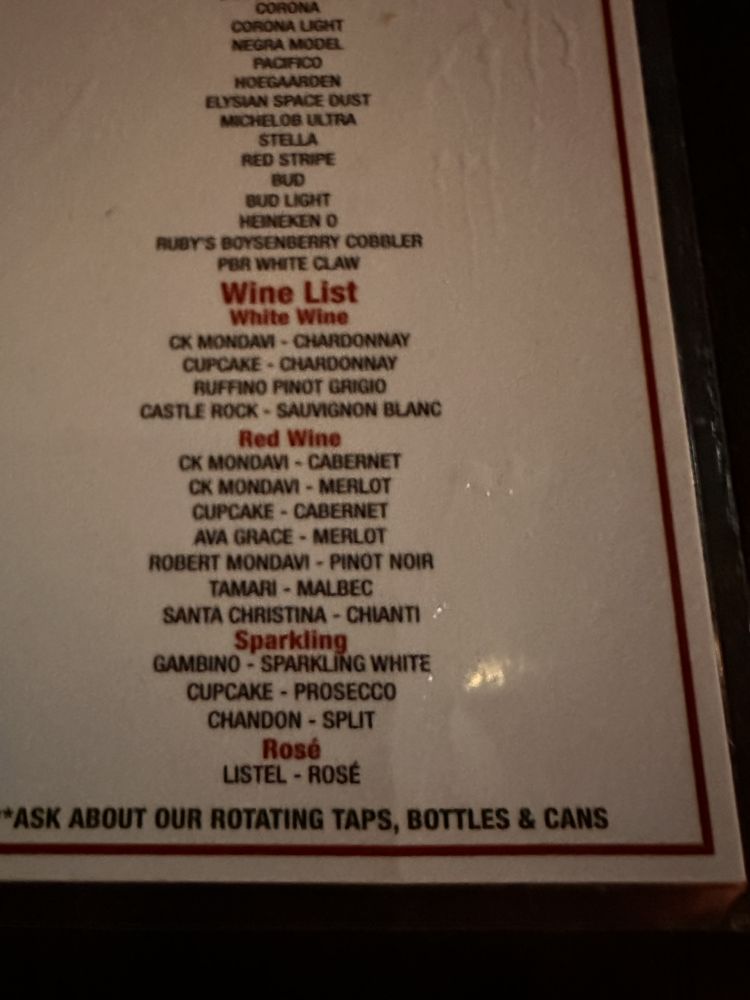 CORONA
CORONA LIGHT
NEGRA MODEL
PACIFICO
HOEGAARDEN
ELYSIAN SPACE DUST
MICHELOB ULTRA
STELLA
RED STRIPE
BUD
BUD LIGHT
HEINEKEN 0
RUBY'S BOYSENBERRY COBBLER
PBR WHITE CLAW
Wine List
White Wine
CK MONDAVI - CHARDONNAY
CUPCAKE - CHARDONNAY
RUFFINO PINOT GRIGIO
CASTLE ROCK - SAUVIGNON BLANC
Red Wine
CK MONDAVI - CABERNET
CK MONDAVI - MERLOT
CUPCAKE - CABERNET
AVA GRACE - MERLOT
ROBERT MONDAVI - PINOT NOIR
TAMARI - MALBEC
SANTA CHRISTINA - CHIANTI
Sparkling
GAMBINO - SPARKLING WHITE
CUPCAKE - PROSECCO
CHANDON - SPLIT
Rosé
LISTEL - ROSÉ
**ASK ABOUT OUR ROTATING TAPS, BOTTLES & CANS